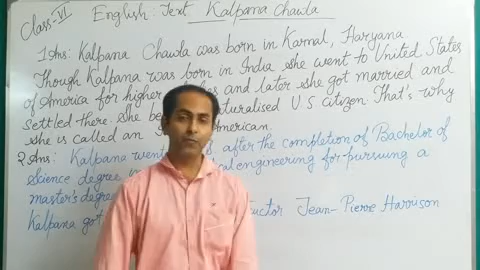 Class-VI English: Text Kalpana Chawla
1 Ans: Kalpana Chawla was born in Karnal, Haryana
Though Kalpana was born in India she went to United States
of America for higher and later she got married and
settled there. She naturalised U.S citizen. That's why
she is called an American.
2 Ans: Kalpana went after the completion of Bachelor of
Science degree in engineering for pursuing a
master's degree
Kalpana got Jean-Pierre Harrison